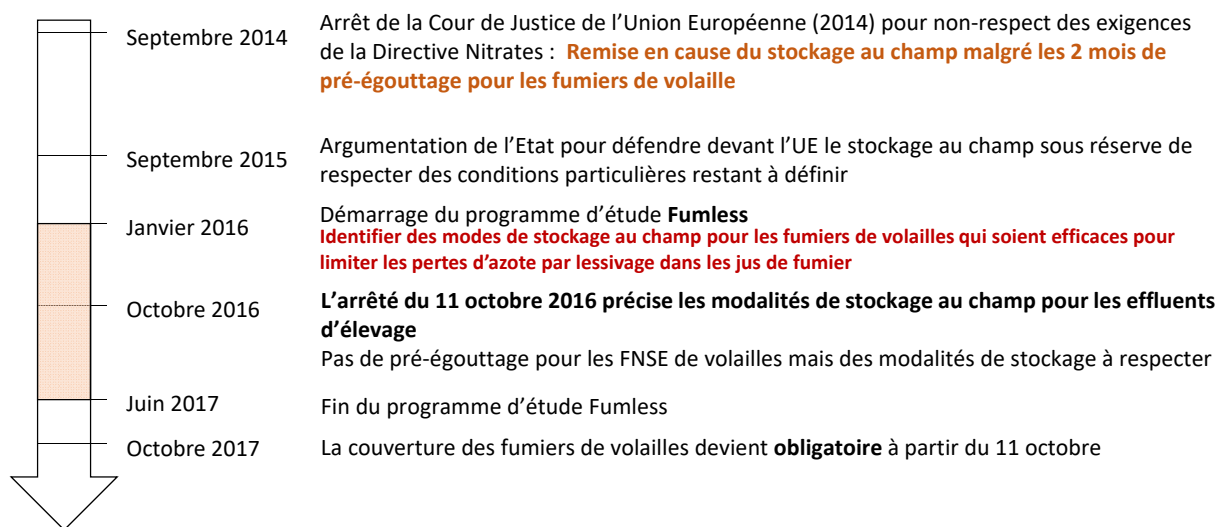 Septembre 2014
Arrêt de la Cour de Justice de l’Union Européenne (2014) pour non-respect des exigences
de la Directive Nitrates : Remise en cause du stockage au champ malgré les 2 mois de
pré-égouttage pour les fumiers de volaille
Septembre 2015
Argumentation de l’Etat pour défendre devant l’UE le stockage au champ sous réserve de
respecter des conditions particulières restant à définir
Janvier 2016
Démarrage du programme d’étude Fumless
Identifier des modes de stockage au champ pour les fumiers de volailles qui soient efficaces pour
limiter les pertes d’azote par lessivage dans les jus de fumier
Octobre 2016
L’arrêté du 11 octobre 2016 précise les modalités de stockage au champ pour les effluents
d’élevage
Pas de pré-égouttage pour les FNSE de volailles mais des modalités de stockage à respecter
Juin 2017
Fin du programme d’étude Fumless
Octobre 2017
La couverture des fumiers de volailles devient obligatoire à partir du 11 octobre